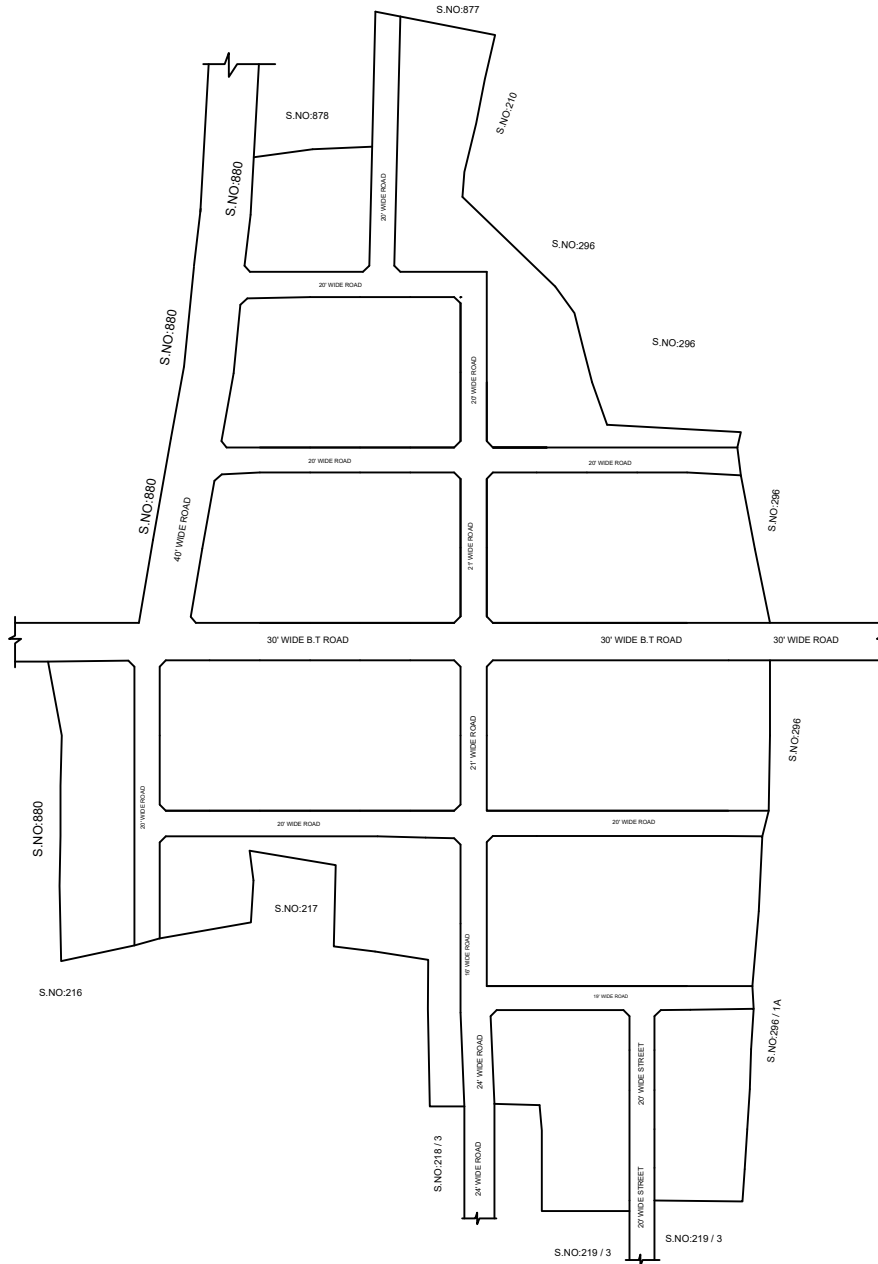 S.NO:877
S.NO:878
S.NO:210
S.NO:880
20' WIDE ROAD
S.NO:296
20' WIDE ROAD
S.NO:880
S.NO:296
20' WIDE ROAD
20' WIDE ROAD
20' WIDE ROAD
S.NO:880
40' WIDE ROAD
S.NO:296
21' WIDE ROAD
30' WIDE B.T ROAD
30' WIDE B.T ROAD
30' WIDE ROAD
S.NO:296
21' WIDE ROAD
S.NO:880
20' WIDE ROAD
20' WIDE ROAD
20' WIDE ROAD
S.NO:217
16' WIDE ROAD
S.NO:216
18' WIDE ROAD
S.NO:296 / 1A
24' WIDE ROAD
20' WIDE STREET
S.NO:218 / 3
24' WIDE ROAD
20' WIDE STREET
S.NO:219 / 3
S.NO:219 / 3